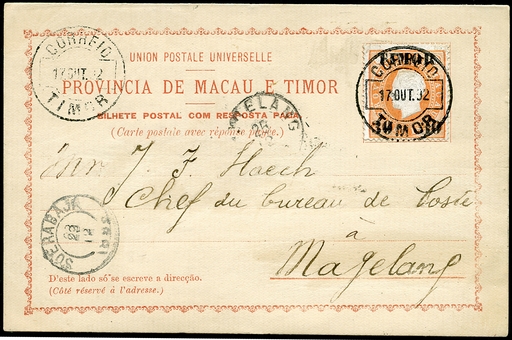 UNION POSTALE UNIVERSELLE
PROVINCIA DE MACAU E TIMOR
BILHETE POSTAL COM RESPOSTA PAGA
(Carte postale avec réponse payée.)
CORREIO
17 OUT. 92
TIMOR
CORREIO
17 OUT. 92
TIMOR
J. F. Haech
Chef du bureau de Poste
à
Magelang
SOERABAJA
D'este lado só se escreve a direcção.
(Côté réservé à l'adresse.)